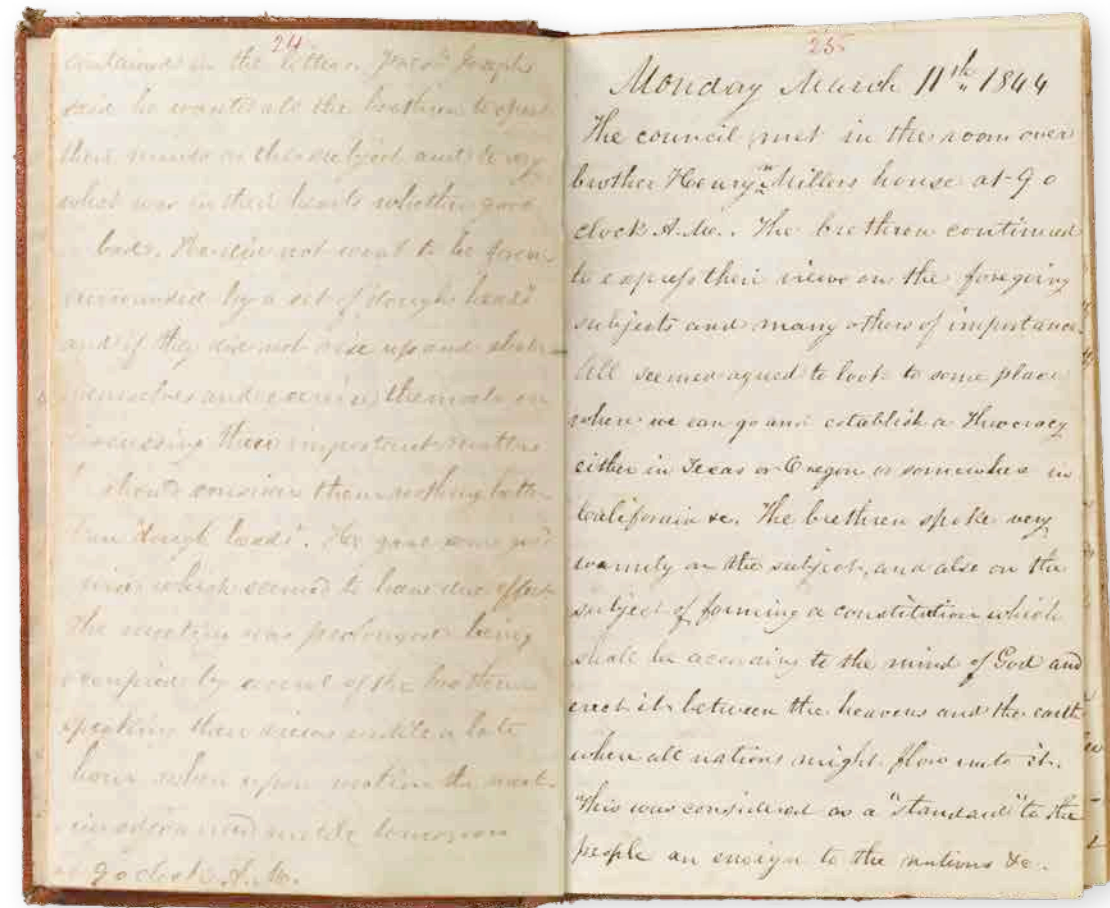 24
contained in the letters. Prest. Joseph
said he wanted all the brethren to speak
their minds on this subject and to say
what was in their hearts whether good
bad. He did not want to be forever
surrounded by a set of "dough heads"
and if they did not rise up and shake
themselves and exercise themselves in
discussing these important matters
should consider them nothing better
than "dough heads". He gave some
which seemed to have due effect
The meeting was prolonged being
occupied by several of the brethren
speaking their views untill a late
hour when upon motion the
adjourned untill tomorrow
at 9 o clock A. M.
25
Monday March 11th. 1844
The council met in the room over
brother Henry Millers house at 9 o
clock A.M.. The brethren continued
to express their views on the foregoing
subjects and many others of importance.
All seemed agreed to look to some place
where we can go and establish a Theocracy
either in Texas or Oregon or somewhere in
California &c. The brethren spoke very
warmly on the subject, and also on the
subject of forming a constitution which
shall be according to the mind of God and
erect it between the heavens and the earth
where all nations might flow unto it.
This was considered as a "standard" to the
people an ensign to the nations &c.